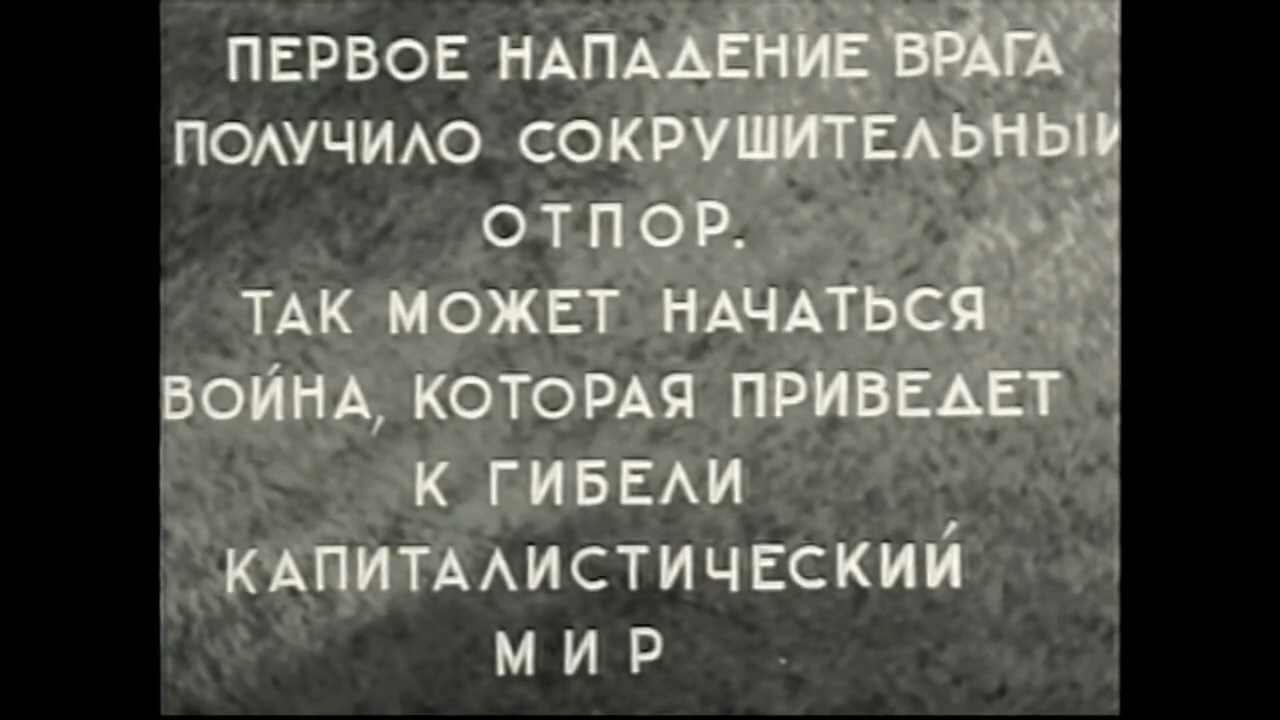 ПЕРВОЕ НАПАДЕНИЕ ВРАГА
ПОЛУЧИЛО СОКРУШИТЕЛЬНЫЙ
ОТПОР.
ТАК МОЖЕТ НАЧАТЬСЯ
ВОЙНА, КОТОРАЯ ПРИВЕДЕТ
К ГИБЕЛИ
КАПИТАЛИСТИЧЕСКИЙ
МИР